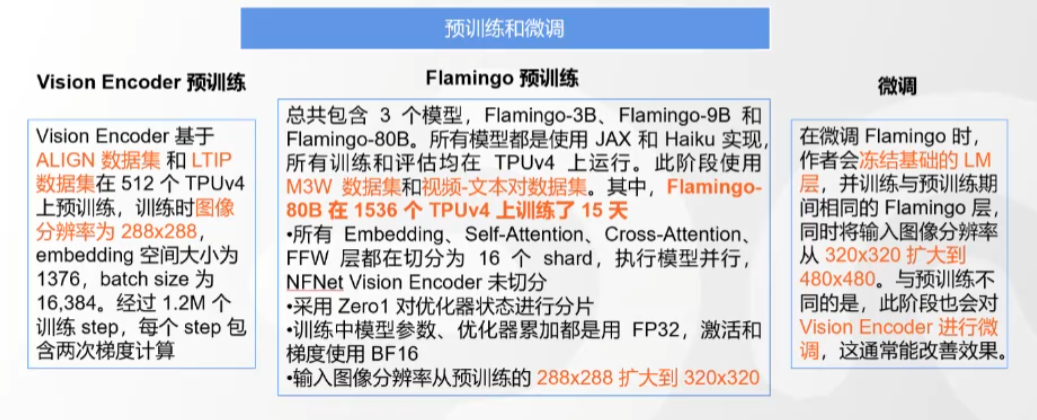 预训练和微调
Vision Encoder 预训练
Vision Encoder 基于
ALIGN 数据集 和 LTIP
数据集在 512 个 TPUv4
上预训练，训练时图像
分辨率为 288x288，
embedding 空间大小为
1376，batch size 为
16,384。经过 1.2M 个
训练 step，每个 step 包
含两次梯度计算
Flamingo 预训练
总共包含 3 个模型，Flamingo-3B、Flamingo-9B 和
Flamingo-80B。所有模型都是使用 JAX 和 Haiku 实现，
所有训练和评估均在 TPUv4 上运行。此阶段使用
M3W 数据集和视频-文本对数据集。其中，Flamingo-
80B 在 1536 个 TPUv4 上训练了 15 天
•所有 Embedding、Self-Attention、Cross-Attention、
FFW 层都在切分为 16 个 shard，执行模型并行，
NFNet Vision Encoder 未切分
•采用 Zero1 对优化器状态进行分片
•训练中模型参数、优化器累加都是用 FP32，激活和
梯度使用 BF16
•输入图像分辨率从预训练的 288x288 扩大到 320x320
微调
在微调 Flamingo 时，
作者会冻结基础的 LM
层，并训练与预训练期
间相同的 Flamingo 层，
同时将输入图像分辨率
从 320x320 扩大到
480x480。与预训练不
同的是，此阶段也会对
Vision Encoder 进行微
调，这通常能改善效果。